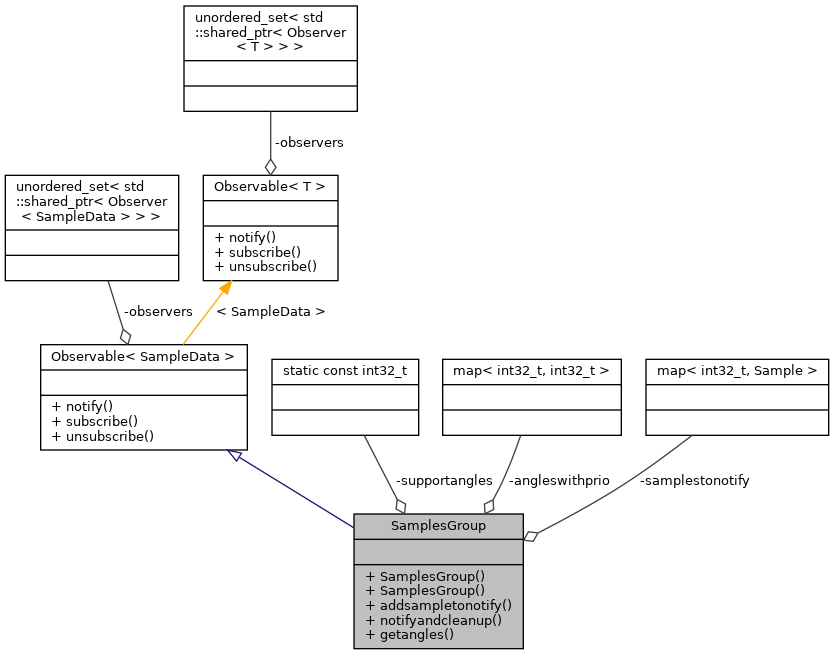 unordered_set< std
::shared_ptr< Observer
< T > > >
-observers
unordered_set< std
::shared_ptr< Observer
< SampleData > > >
Observable< T >
+ notify()
+ subscribe()
+ unsubscribe()
-observers
< SampleData >
Observable< SampleData >
+ notify()
+ subscribe()
+ unsubscribe()
static const int32_t
map< int32_t, int32_t >
map< int32_t, Sample >
-supportangles
-angleswithprio
-samplestonotify
SamplesGroup
+ SamplesGroup()
+ SamplesGroup()
+ addsampletonotify()
+ notifyandcleanup()
+ getangles()